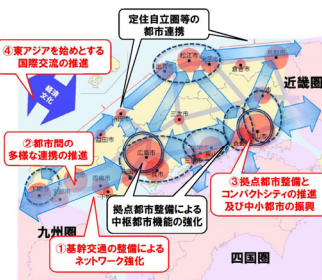 定住自立圏等の
都市連携
④東アジアを始めとする
国際交流の推進
経済
文化
近畿圏
②都市間の
多様な連携の推進
広島市
③拠点都市整備と
コンパクトシティの推進
及び中小都市の振興
拠点都市整備による
中枢都市機能の強化
九州圏
①基幹交通の整備による
ネットワーク強化
四国圏